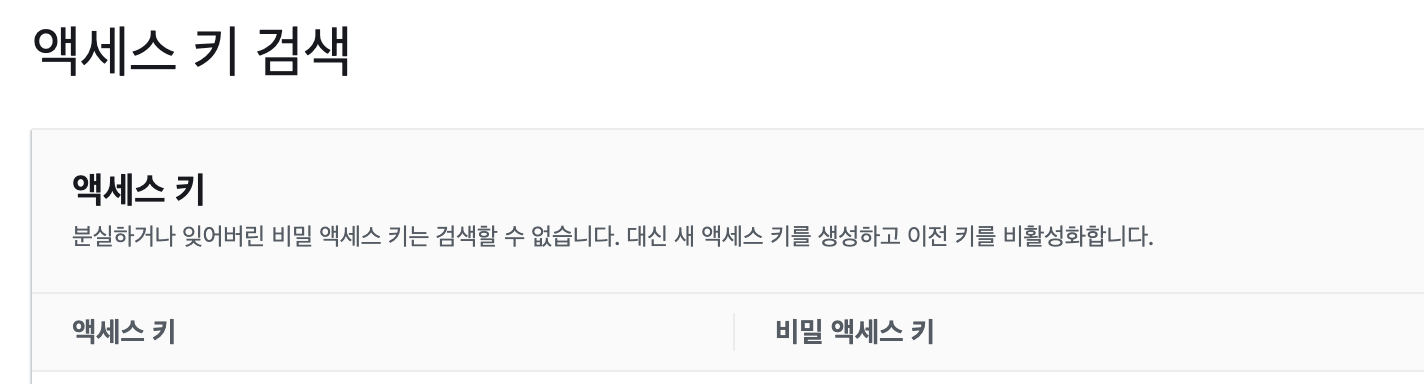 액세스 키 검색
액세스 키
분실하거나 잊어버린 비밀 액세스 키는 검색할 수 없습니다. 대신 새 액세스 키를 생성하고 이전 키를 비활성화합니다.
액세스 키
비밀 액세스 키